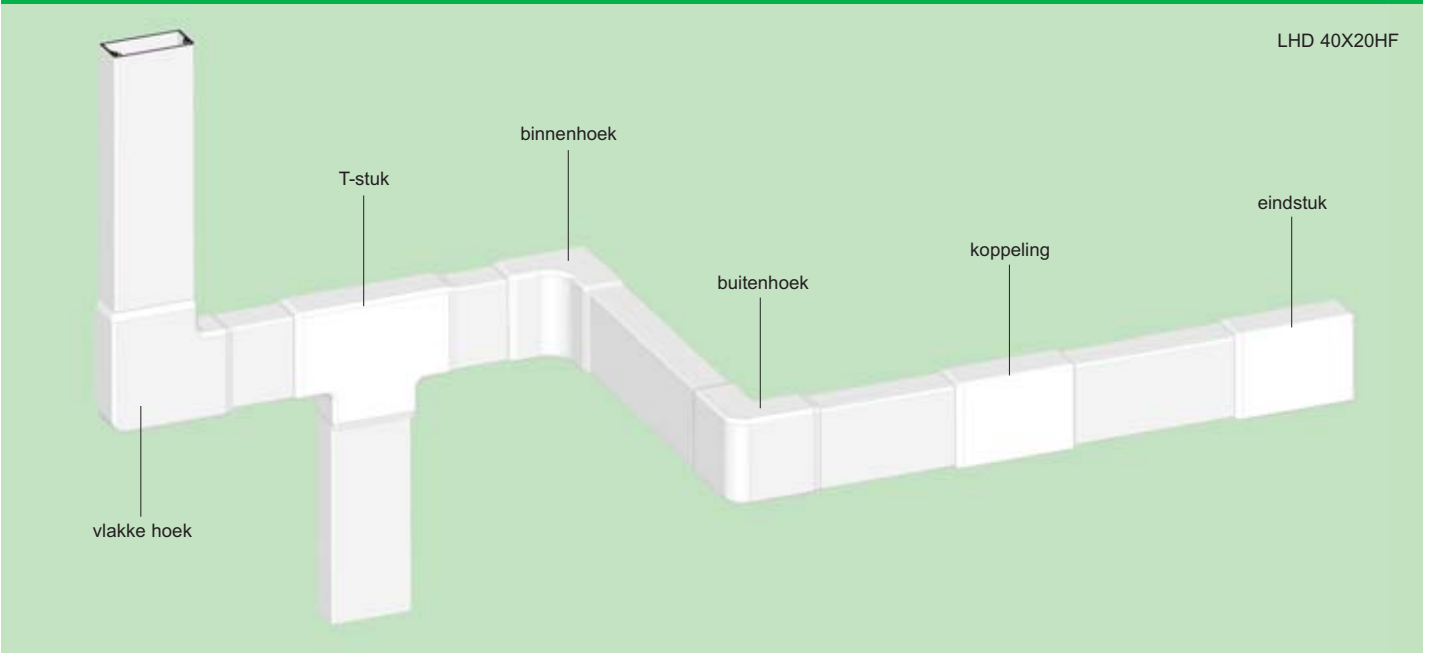 LHD 40X20HF
binnenhoek
T-stuk
eindstuk
koppeling
buitenhoek
vlakke hoek